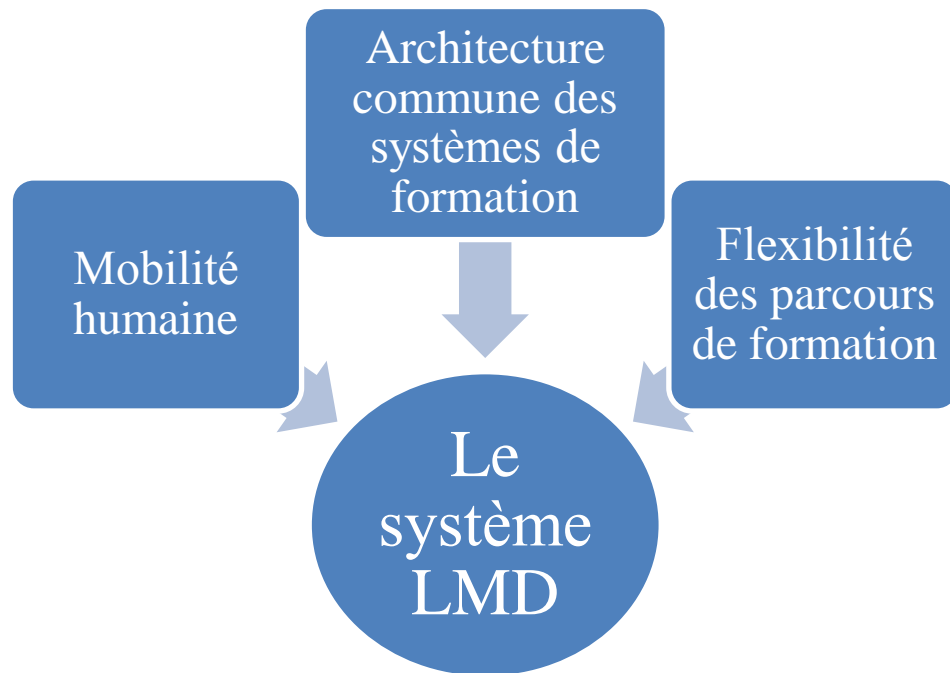 Architecture
commune des
systèmes de
formation
Mobilité
humaine
Flexibilité
des parcours
de formation
Le
système
LMD